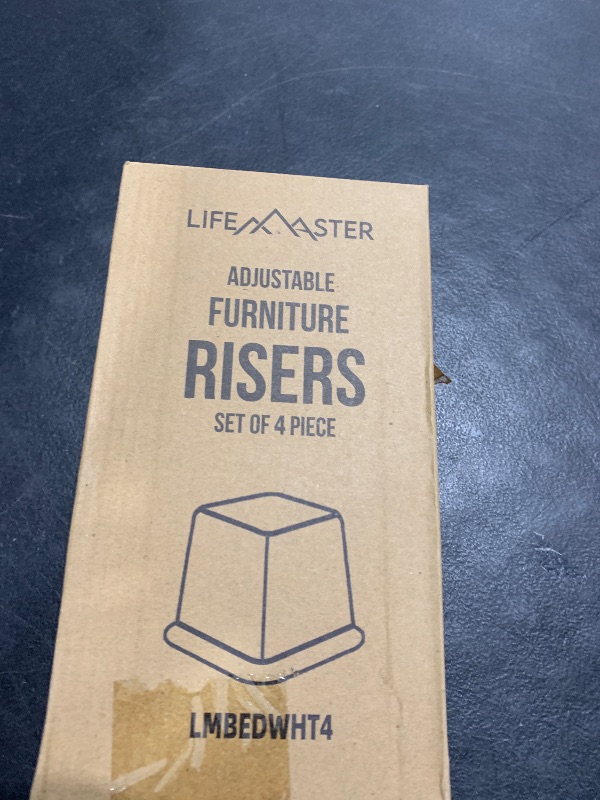 LIFEMASTER
ADJUSTABLE
FURNITURE
RISERS
SET OF 4 PIECE
LMBEDWHT4